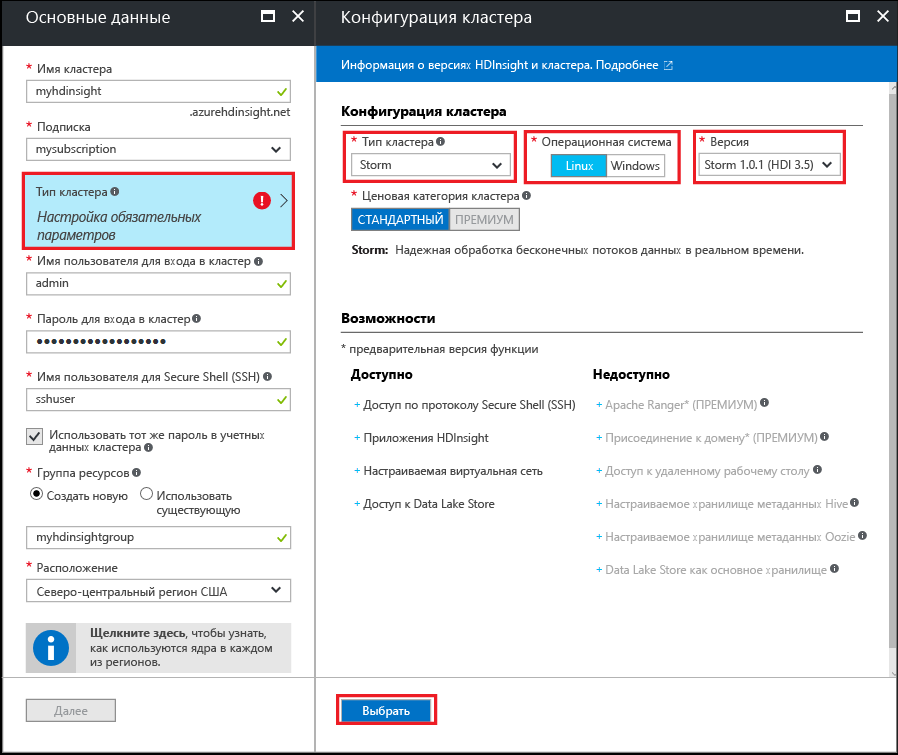 Основные данные
* Имя кластера
myhdinsight
.azurehdinsight.net
* Подписка
mysubscription
Тип кластера
Настройка обязательных
параметров
* Имя пользователя для входа в кластер
admin
* Пароль для входа в кластер
* Имя пользователя для Secure Shell (SSH)
sshuser
Использовать тот же пароль в учетных
данных кластера
* Группа ресурсов
Создать новую Использовать
существующую
myhdinsightgroup
* Расположение
Северо-центральный регион США
Щелкните здесь, чтобы узнать,
как используются ядра в каждом
из регионов.
Далее
Конфигурация кластера
Информация о версиях HDInsight и кластера. Подробнее
Конфигурация кластера
* Тип кластера * Операционная система * Версия
Storm Linux Windows Storm 1.0.1 (HDI 3.5)
* Ценовая категория кластера
СТАНДАРТНЫЙ ПРЕМИУМ
Storm: Надежная обработка бесконечных потоков данных в реальном времени.
Возможности
* предварительная версия функции
Доступно
+ Доступ по протоколу Secure Shell (SSH)
+ Приложения HDInsight
+ Настраиваемая виртуальная сеть
+ Доступ к Data Lake Store
Недоступно
+ Apache Ranger* (ПРЕМИУМ)
+ Присоединение к домену* (ПРЕМИУМ)
+ Доступ к удаленному рабочему столу
+ Настраиваемое хранилище метаданных Hive
+ Настраиваемое хранилище метаданных Oozie
+ Data Lake Store как основное хранилище
Выбрать